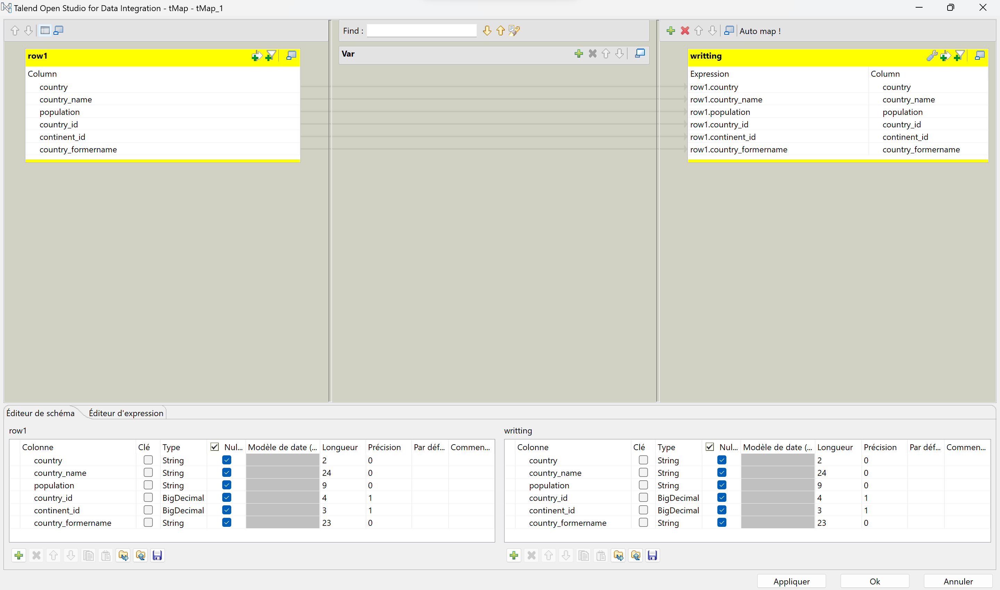 Talend Open Studio for Data Integration - tMap - tMap_1
Find :
Auto map !
row1
Column
country
country_name
population
country_id
continent_id
country_formername
Var
writting
Expression Column
row1.country country
row1.country_name country_name
row1.population population
row1.country_id country_id
row1.continent_id continent_id
row1.country_formername country_formername
Éditeur de schéma Éditeur d'expression
row1
Colonne Clé Type Nul... Modèle de date (... Longueur Précision Par déf... Commen...
country String 2 0
country_name String 24 0
population String 9 0
country_id BigDecimal 4 1
continent_id BigDecimal 3 1
country_formername String 23 0
writting
Colonne Clé Type Nul... Modèle de date (... Longueur Précision Par déf... Commen...
country String 2 0
country_name String 24 0
population String 9 0
country_id BigDecimal 4 1
continent_id BigDecimal 3 1
country_formername String 23 0
Appliquer Ok Annuler